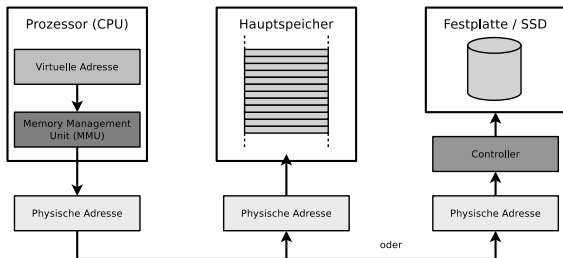 Prozessor (CPU)
Virtuelle Adresse
Memory Management
Unit (MMU)
Physische Adresse
Hauptspeicher
Physische Adresse
Festplatte / SSD
Controller
Physische Adresse
oder